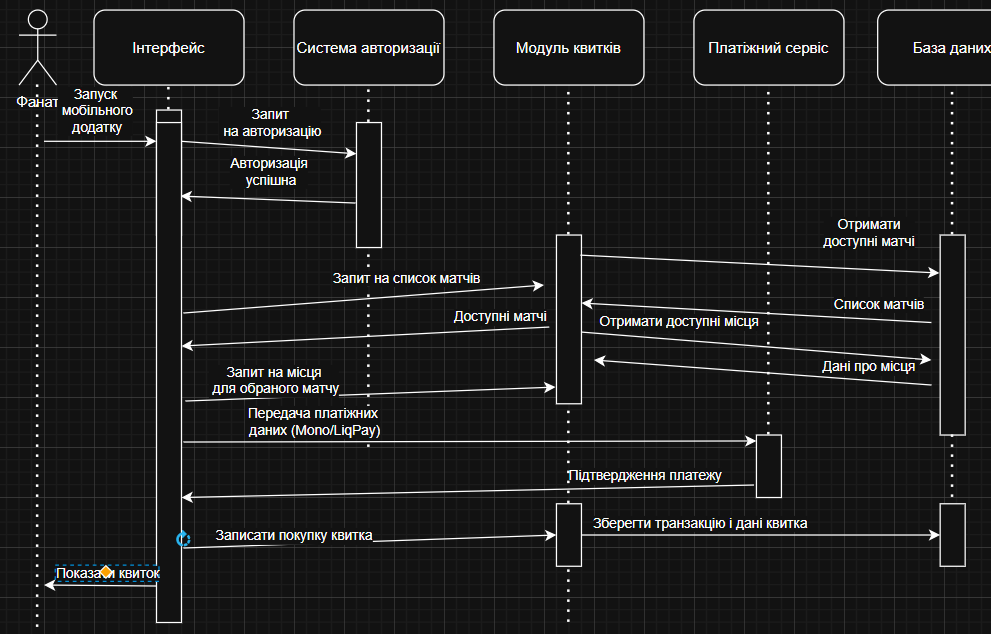 Інтерфейс
Система авторизації
Модуль квитків
Платіжний сервіс
База даних
Фанат
Запуск
мобільного
додатку
Запит
на авторизацію
Авторизація
успішна
Отримати
доступні матчі
Запит на список матчів
Список матчів
Доступні матчі
Отримати доступні місця
Дані про місця
Запит на місця
для обраного матчу
Передача платіжних
даних (Mono/LiqPay)
Підтвердження платежу
Зберегти транзакцію і дані квитка
Записати покупку квитка
Показати квиток